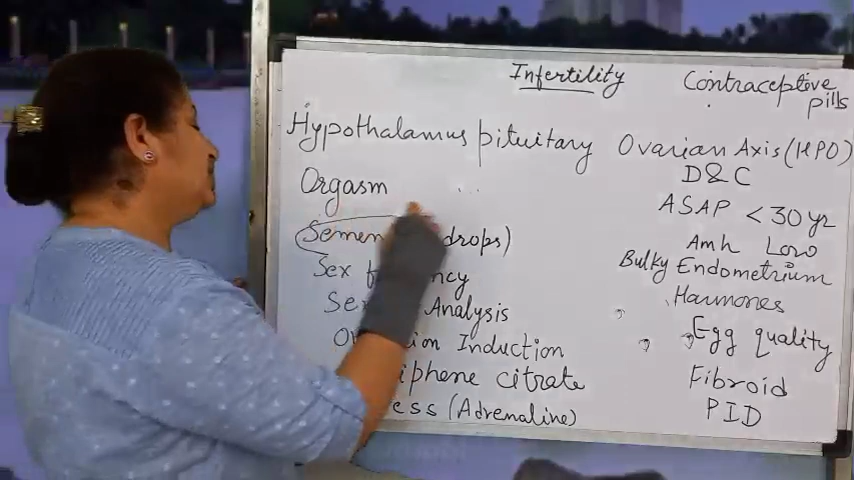 Infertility
Contraceptive
pills
Hypothalamus pituitary Ovarian Axis (HPO)
Orgasm
Semen drops)
Sex
Analysis
Induction
citrate
(Adrenaline)
D&C
ASAP < 30 yr
Amh Low
Bulky Endometrium
Harmones
Egg quality
Fibroid
PID